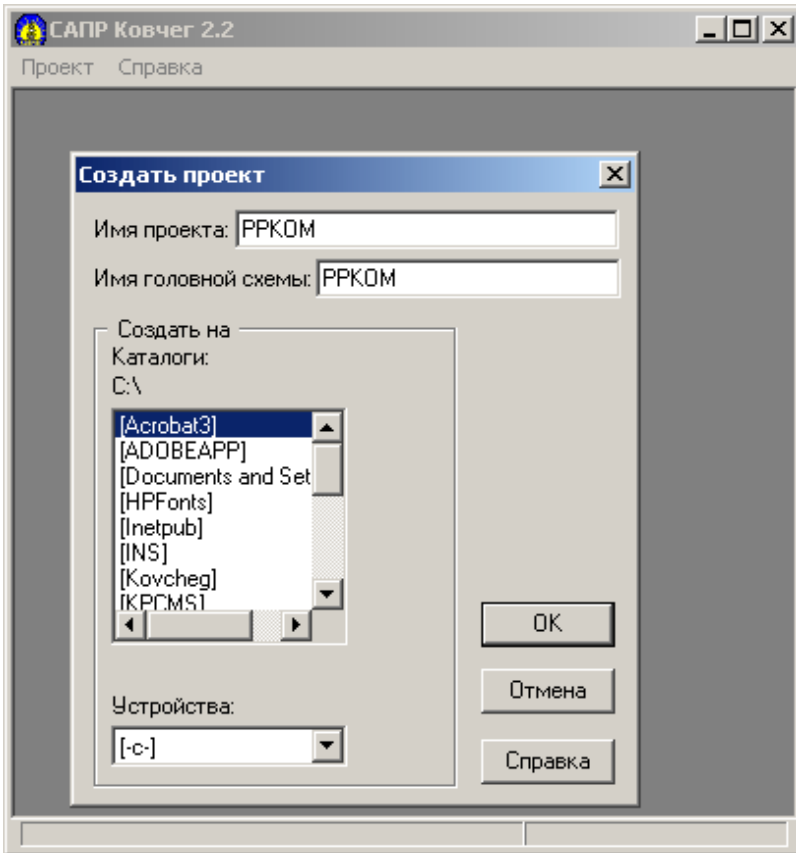 САПР Ковчег 2.2
Проект Справка
Создать проект
Имя проекта: PPKOM
Имя головной схемы: PPKOM
Создать на
Каталоги:
C:\
[Acrobat3]
[ADOBEAPP]
[Documents and Set
[HPFonts]
[Inetpub]
[INS]
[Kovcheg]
[KPCMS]
OK
Отмена
Устройства:
[-c-]
Справка